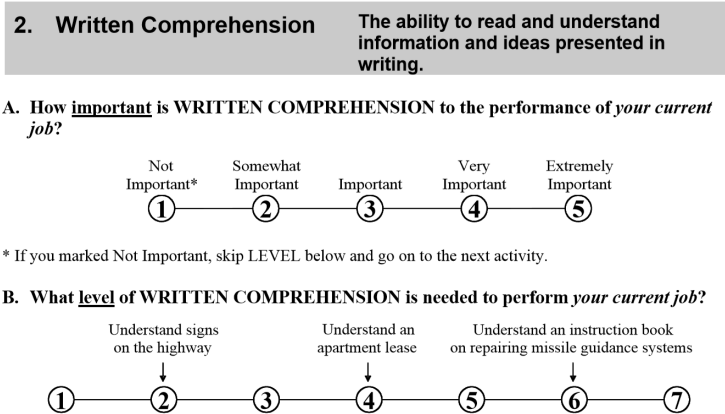 2. Written Comprehension
The ability to read and understand
information and ideas presented in
writing.
A. How important is WRITTEN COMPREHENSION to the performance of your current
job?
Not Somewhat Very Extremely
Important* Important Important Important Important
1 2 3 4 5
* If you marked Not Important, skip LEVEL below and go on to the next activity.
B. What level of WRITTEN COMPREHENSION is needed to perform your current job?
Understand signs Understand an Understand an instruction book
on the highway apartment lease on repairing missile guidance systems
1 2 3 4 5 6 7